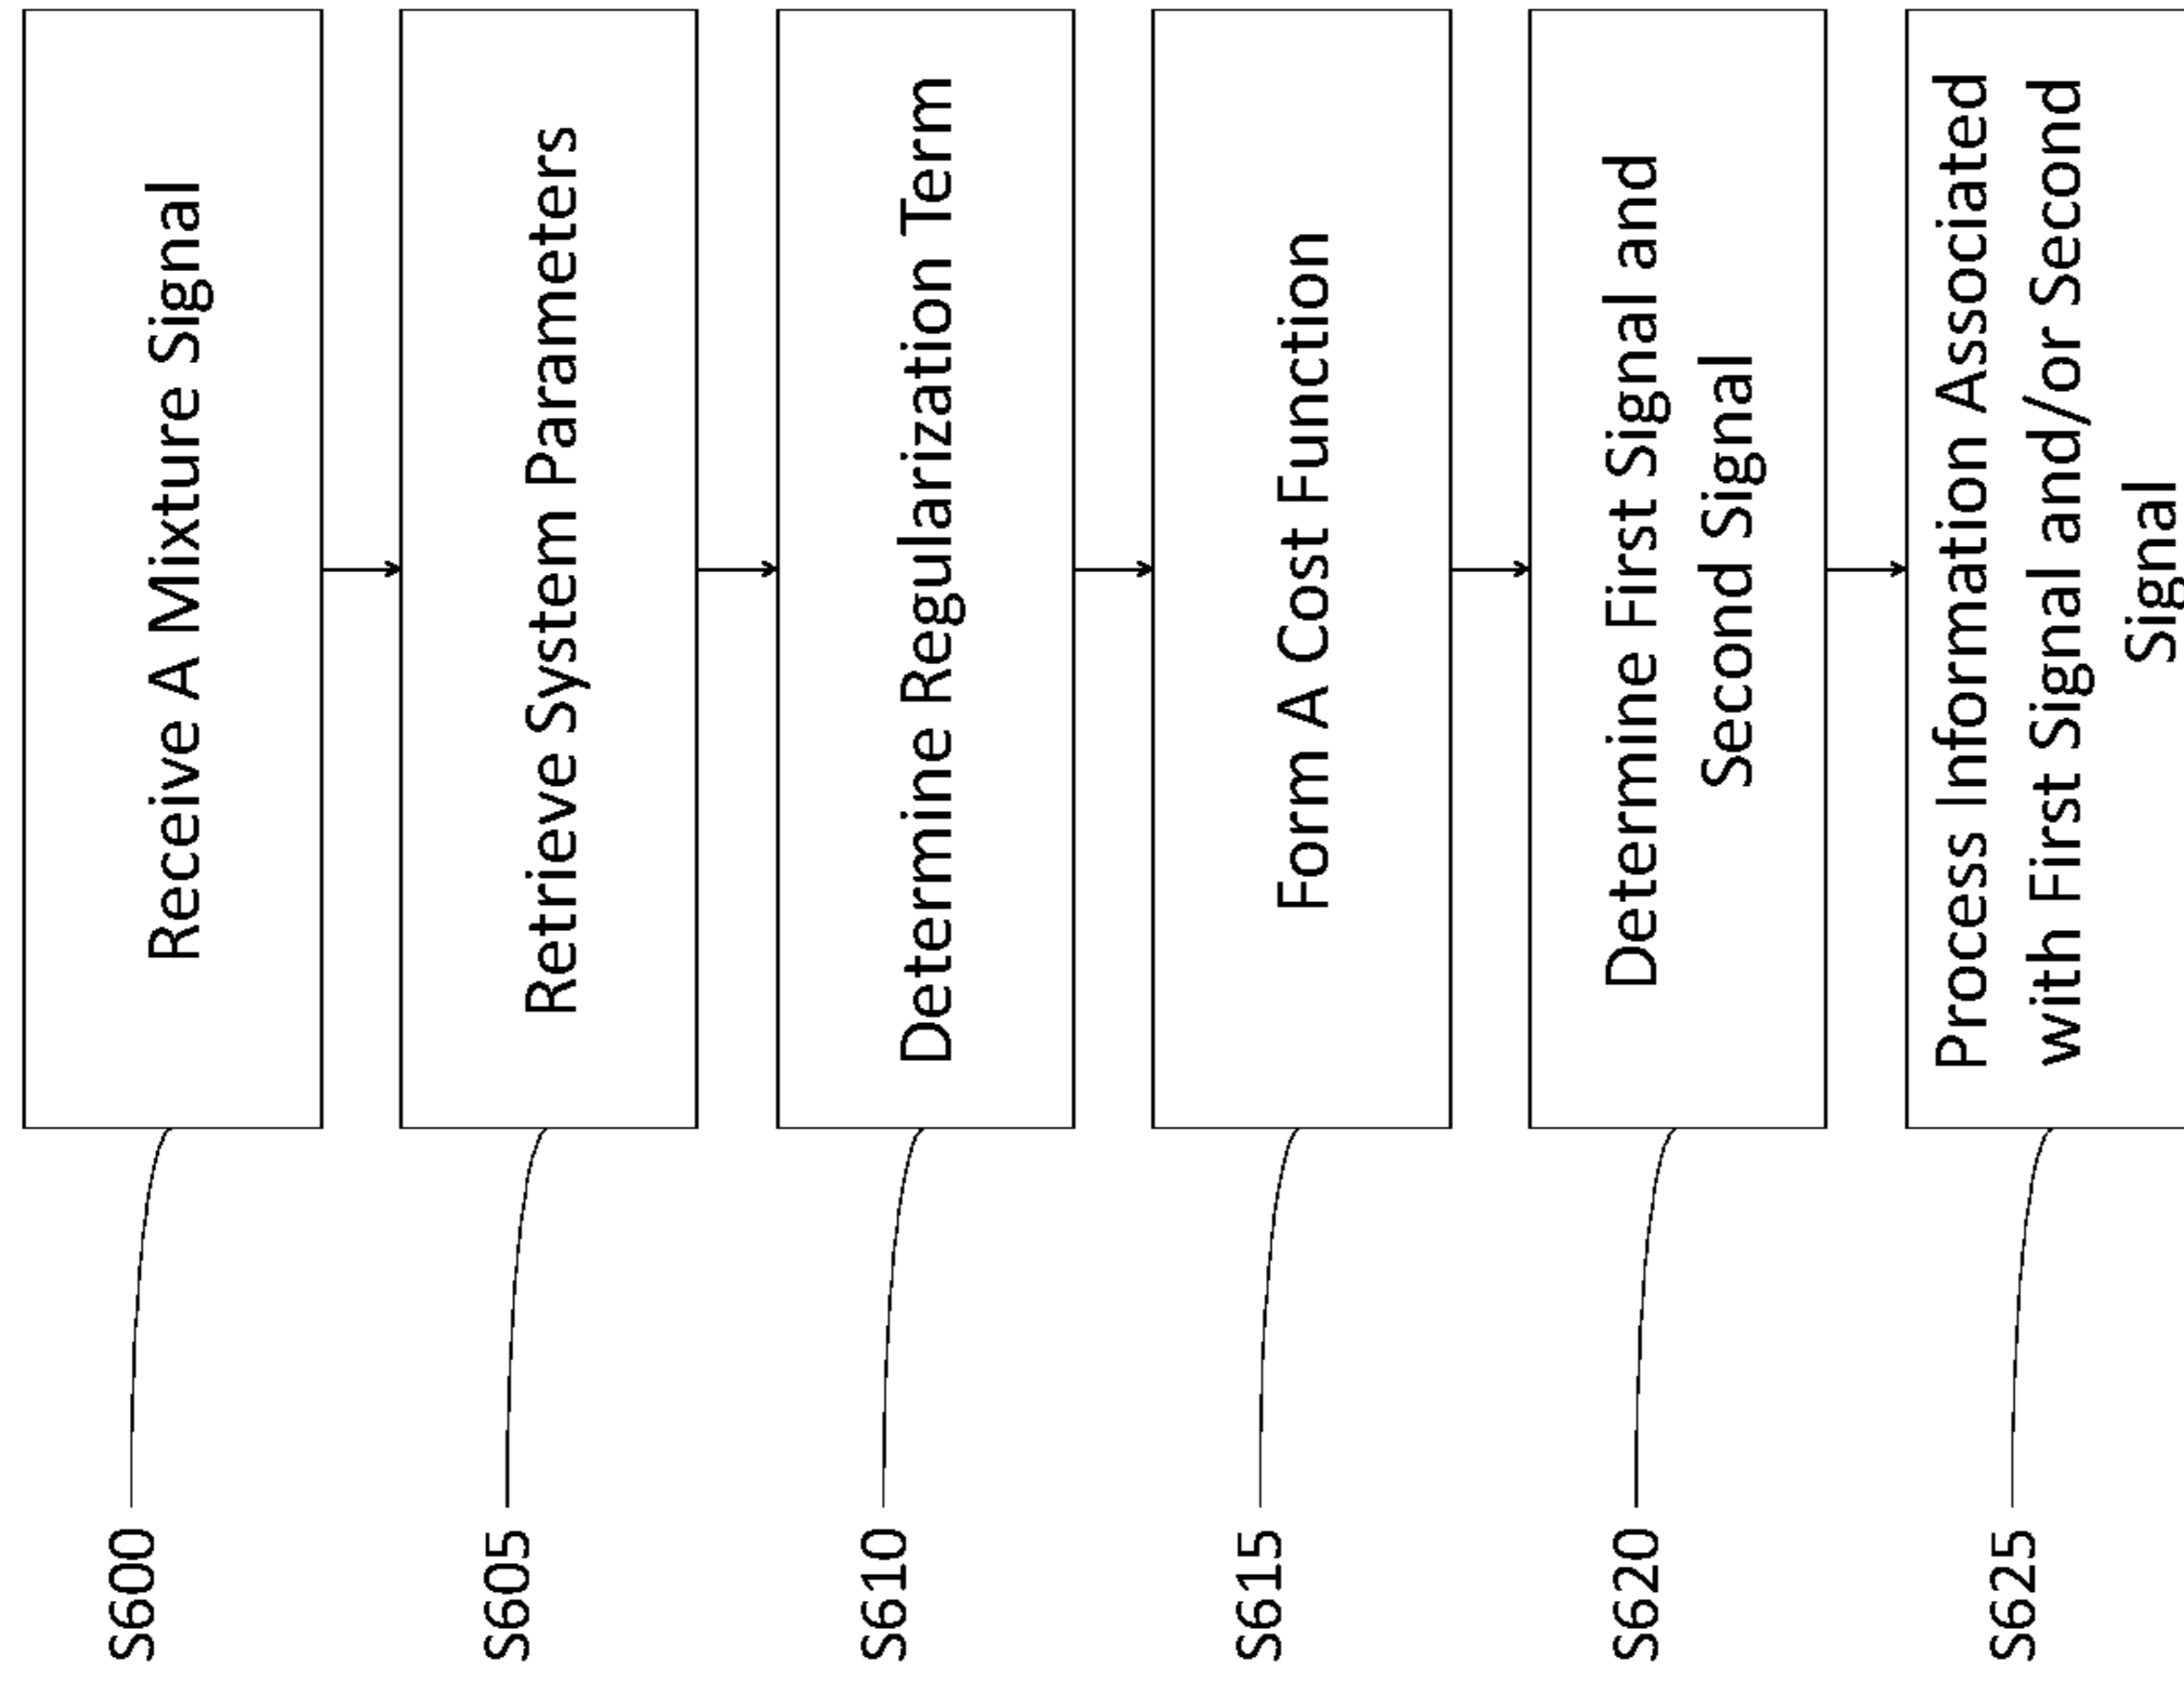 S600
Receive A Mixture Signal
S605
Retrieve System Parameters
S610
Determine Regularization Term
S615
Form A Cost Function
S620
Determine First Signal and
Second Signal
S625
Process Information Associated
with First Signal and/or Second
Signal